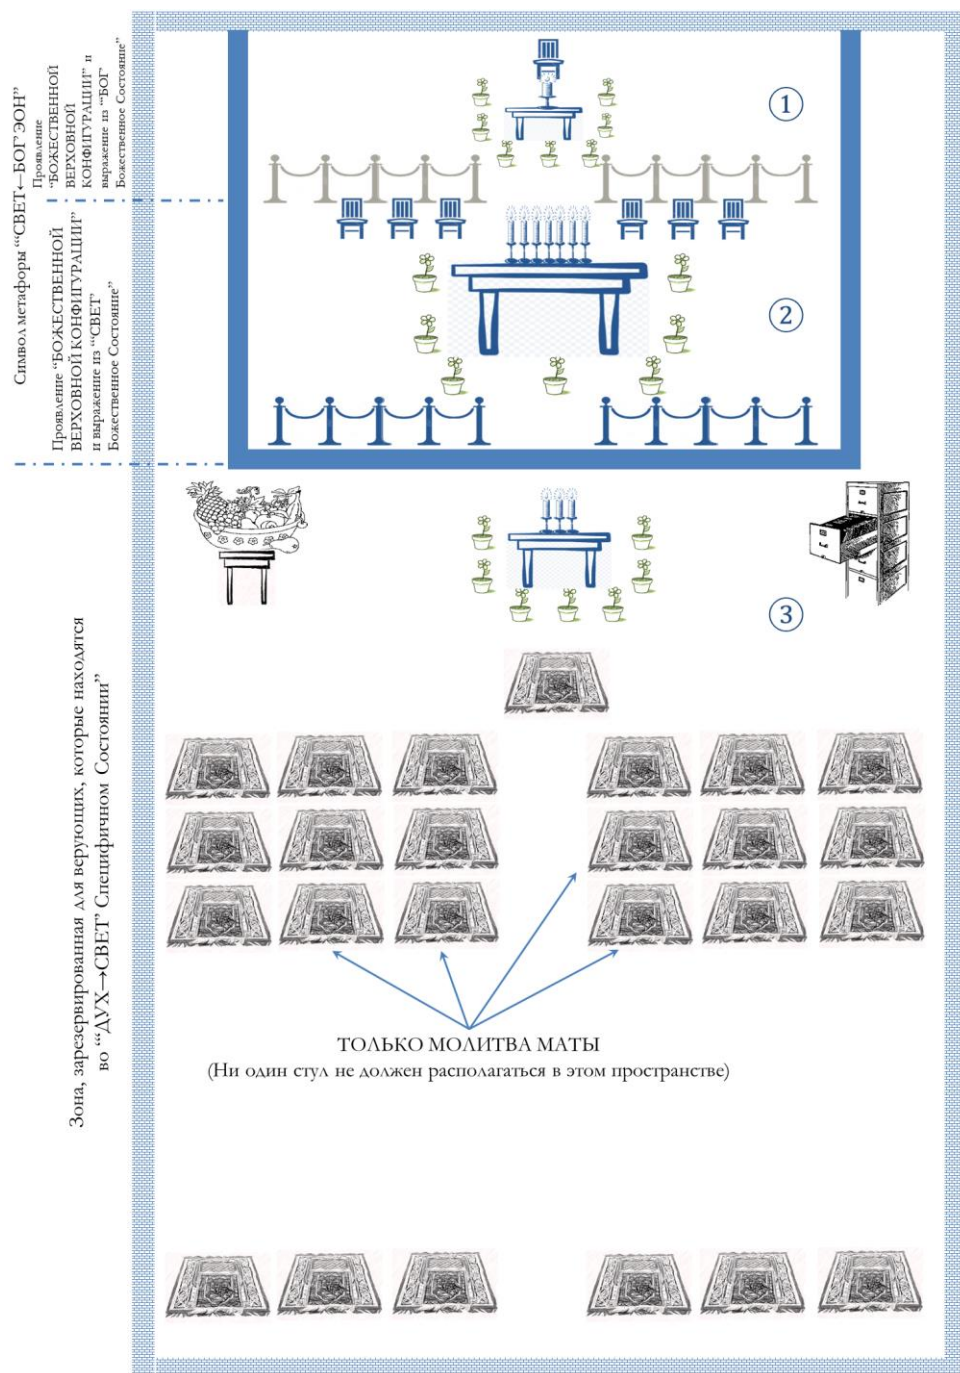 Символ метафоры “‘СВЕТ←БОГ’ ЭОН”
Проявление
“БОЖЕСТВЕННОЙ
ВЕРХОВНОЙ
КОНФИГУРАЦИИ” и
выражение из “‘БОГ’
Божественное Состояние”
Проявление “БОЖЕСТВЕННОЙ
ВЕРХОВНОЙ КОНФИГУРАЦИИ”
и выражение из “‘СВЕТ’
Божественное Состояние”
Зона, зарезервированная для верующих, которые находятся
во “‘ДУХ→СВЕТ’ Специфичном Состоянии”
1
2
3
ТОЛЬКО МОЛИТВА МАТЫ
(Ни один стул не должен располагаться в этом пространстве)